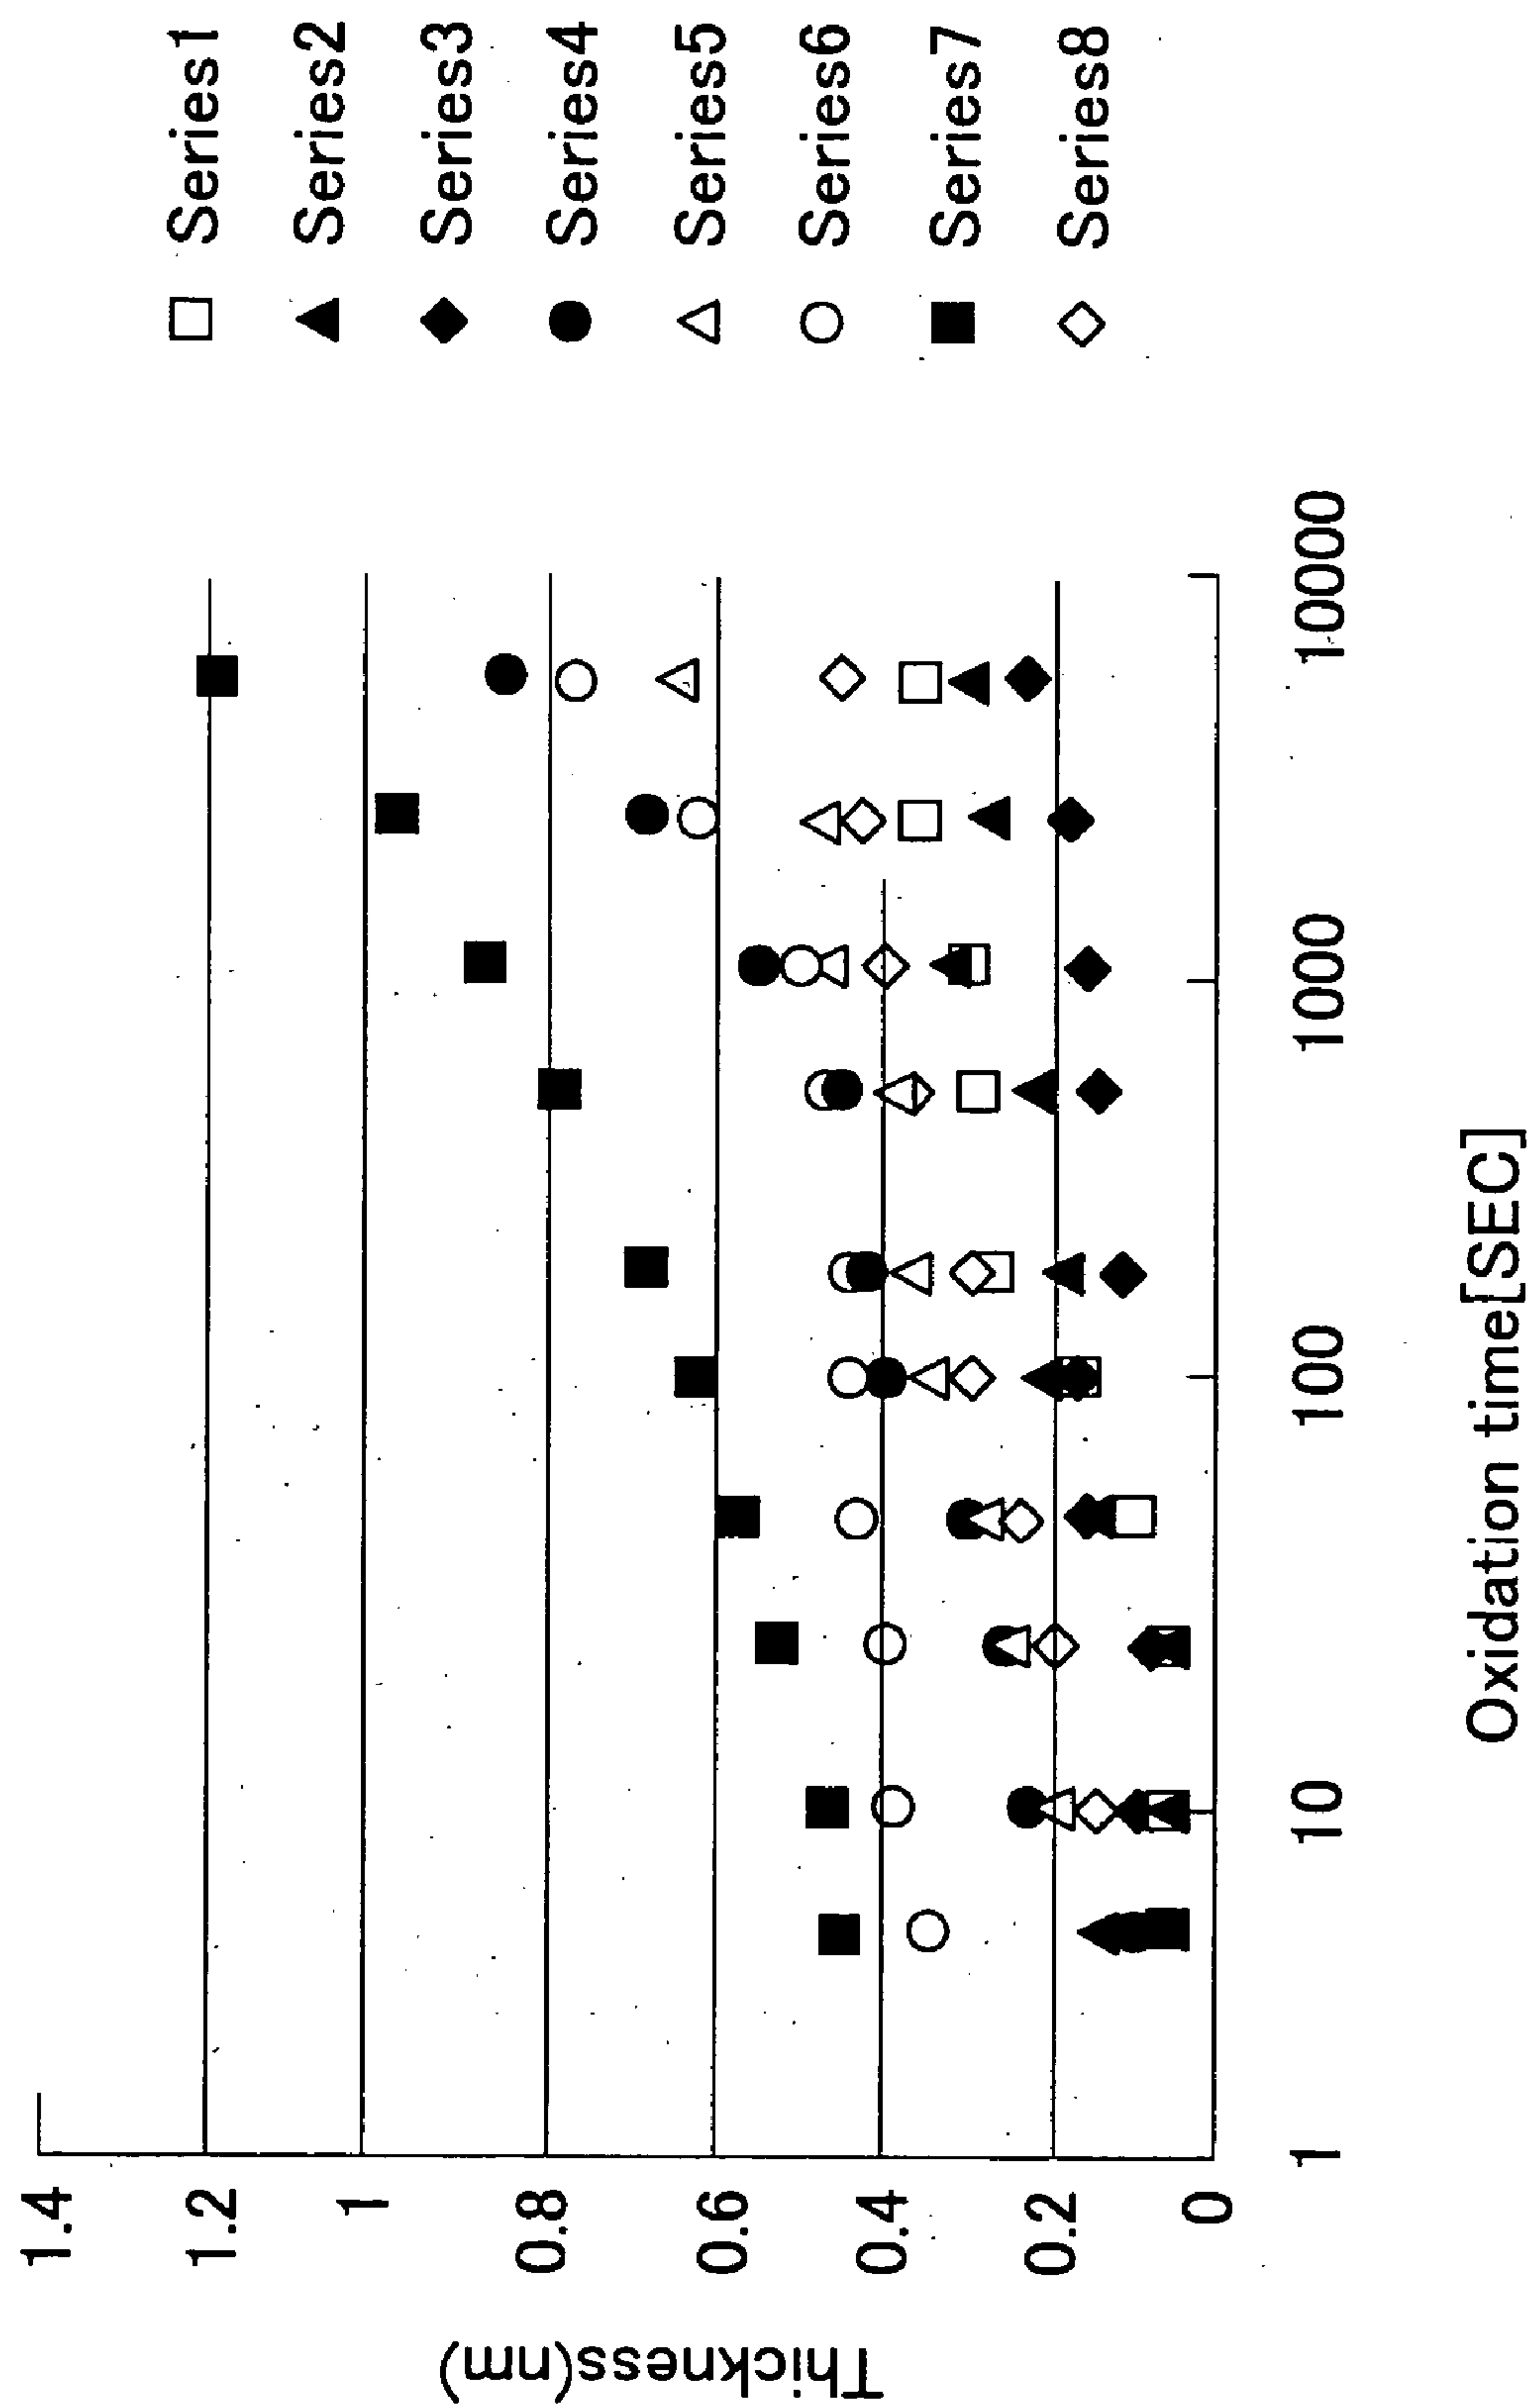 Thickness(nm)
1.4
1.2
1
0.8
0.6
0.4
0.2
0
1
10
100
1000
10000
Oxidation time[SEC]
Series1
Series2
Series3
Series4
Series5
Series6
Series7
Series8